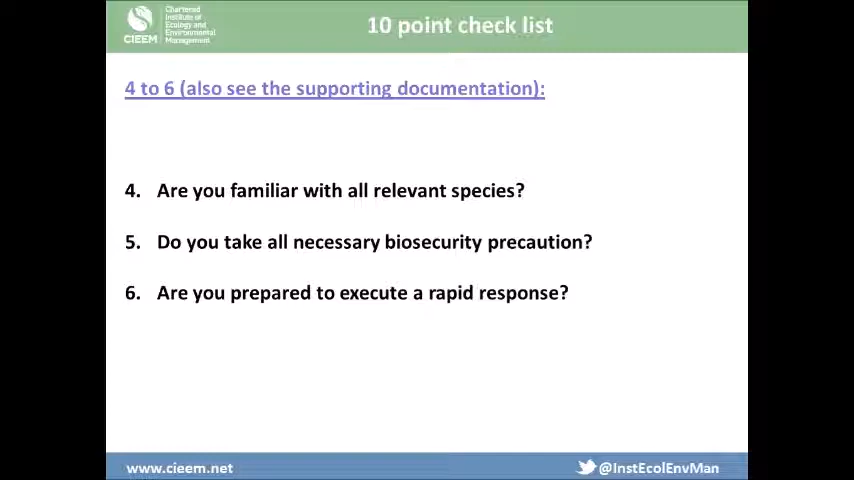 CIEEM
Chartered
Institute of
Ecology and
Environmental
Management
10 point check list
4 to 6 (also see the supporting documentation):
4. Are you familiar with all relevant species?
5. Do you take all necessary biosecurity precaution?
6. Are you prepared to execute a rapid response?
www.cieem.net
@InstEcolEnvMan